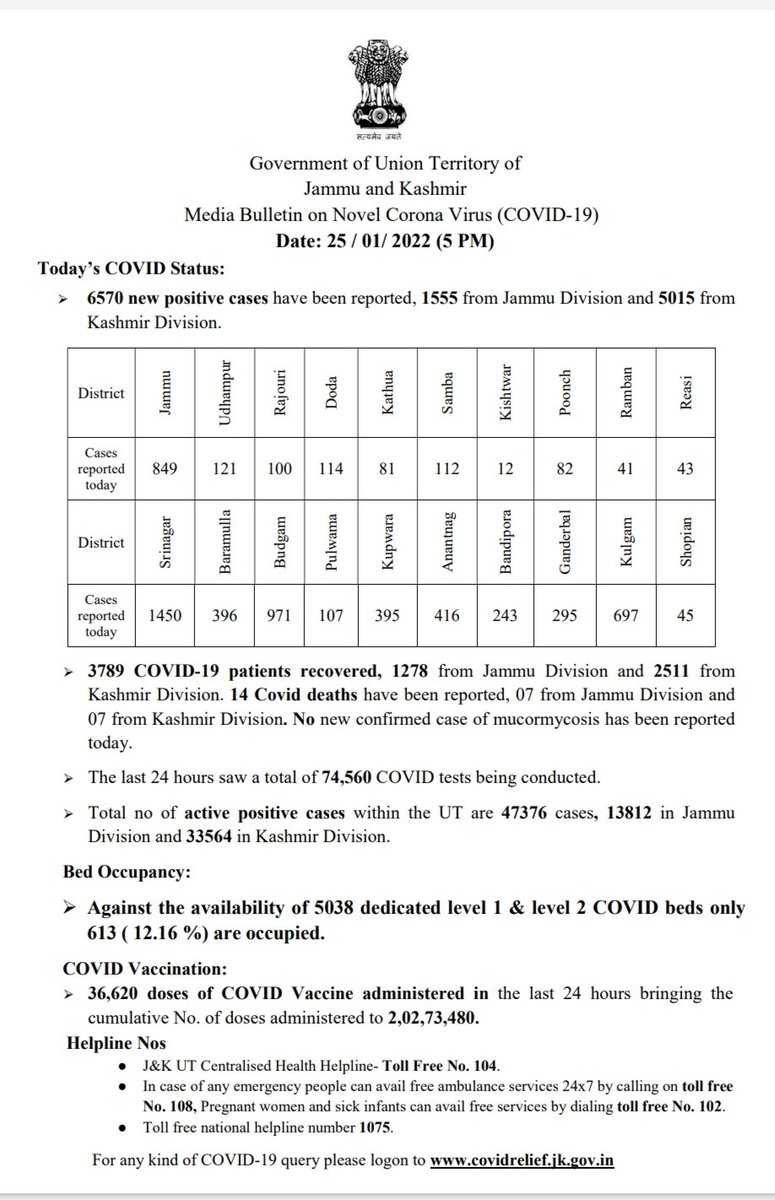 सत्यमेव जयते
Government of Union Territory of
Jammu and Kashmir
Media Bulletin on Novel Corona Virus (COVID-19)
Date: 25 / 01/ 2022 (5 PM)
Today’s COVID Status:
➢ 6570 new positive cases have been reported, 1555 from Jammu Division and 5015 from
Kashmir Division.
District Jammu Udhampur Rajouri Doda Kathua Samba Kishtwar Poonch Ramban Reasi
Cases
reported
today 849 121 100 114 81 112 12 82 41 43
District Srinagar Baramulla Budgam Pulwama Kupwara Anantnag Bandipora Ganderbal Kulgam Shopian
Cases
reported
today 1450 396 971 107 395 416 243 295 697 45
➢ 3789 COVID-19 patients recovered, 1278 from Jammu Division and 2511 from
Kashmir Division. 14 Covid deaths have been reported, 07 from Jammu Division and
07 from Kashmir Division. No new confirmed case of mucormycosis has been reported
today.
➢ The last 24 hours saw a total of 74,560 COVID tests being conducted.
➢ Total no of active positive cases within the UT are 47376 cases, 13812 in Jammu
Division and 33564 in Kashmir Division.
Bed Occupancy:
➢ Against the availability of 5038 dedicated level 1 & level 2 COVID beds only
613 ( 12.16 %) are occupied.
COVID Vaccination:
➢ 36,620 doses of COVID Vaccine administered in the last 24 hours bringing the
cumulative No. of doses administered to 2,02,73,480.
Helpline Nos
● J&K UT Centralised Health Helpline- Toll Free No. 104.
● In case of any emergency people can avail free ambulance services 24x7 by calling on toll free
No. 108, Pregnant women and sick infants can avail free services by dialing toll free No. 102.
● Toll free national helpline number 1075.
For any kind of COVID-19 query please logon to www.covidrelief.jk.gov.in